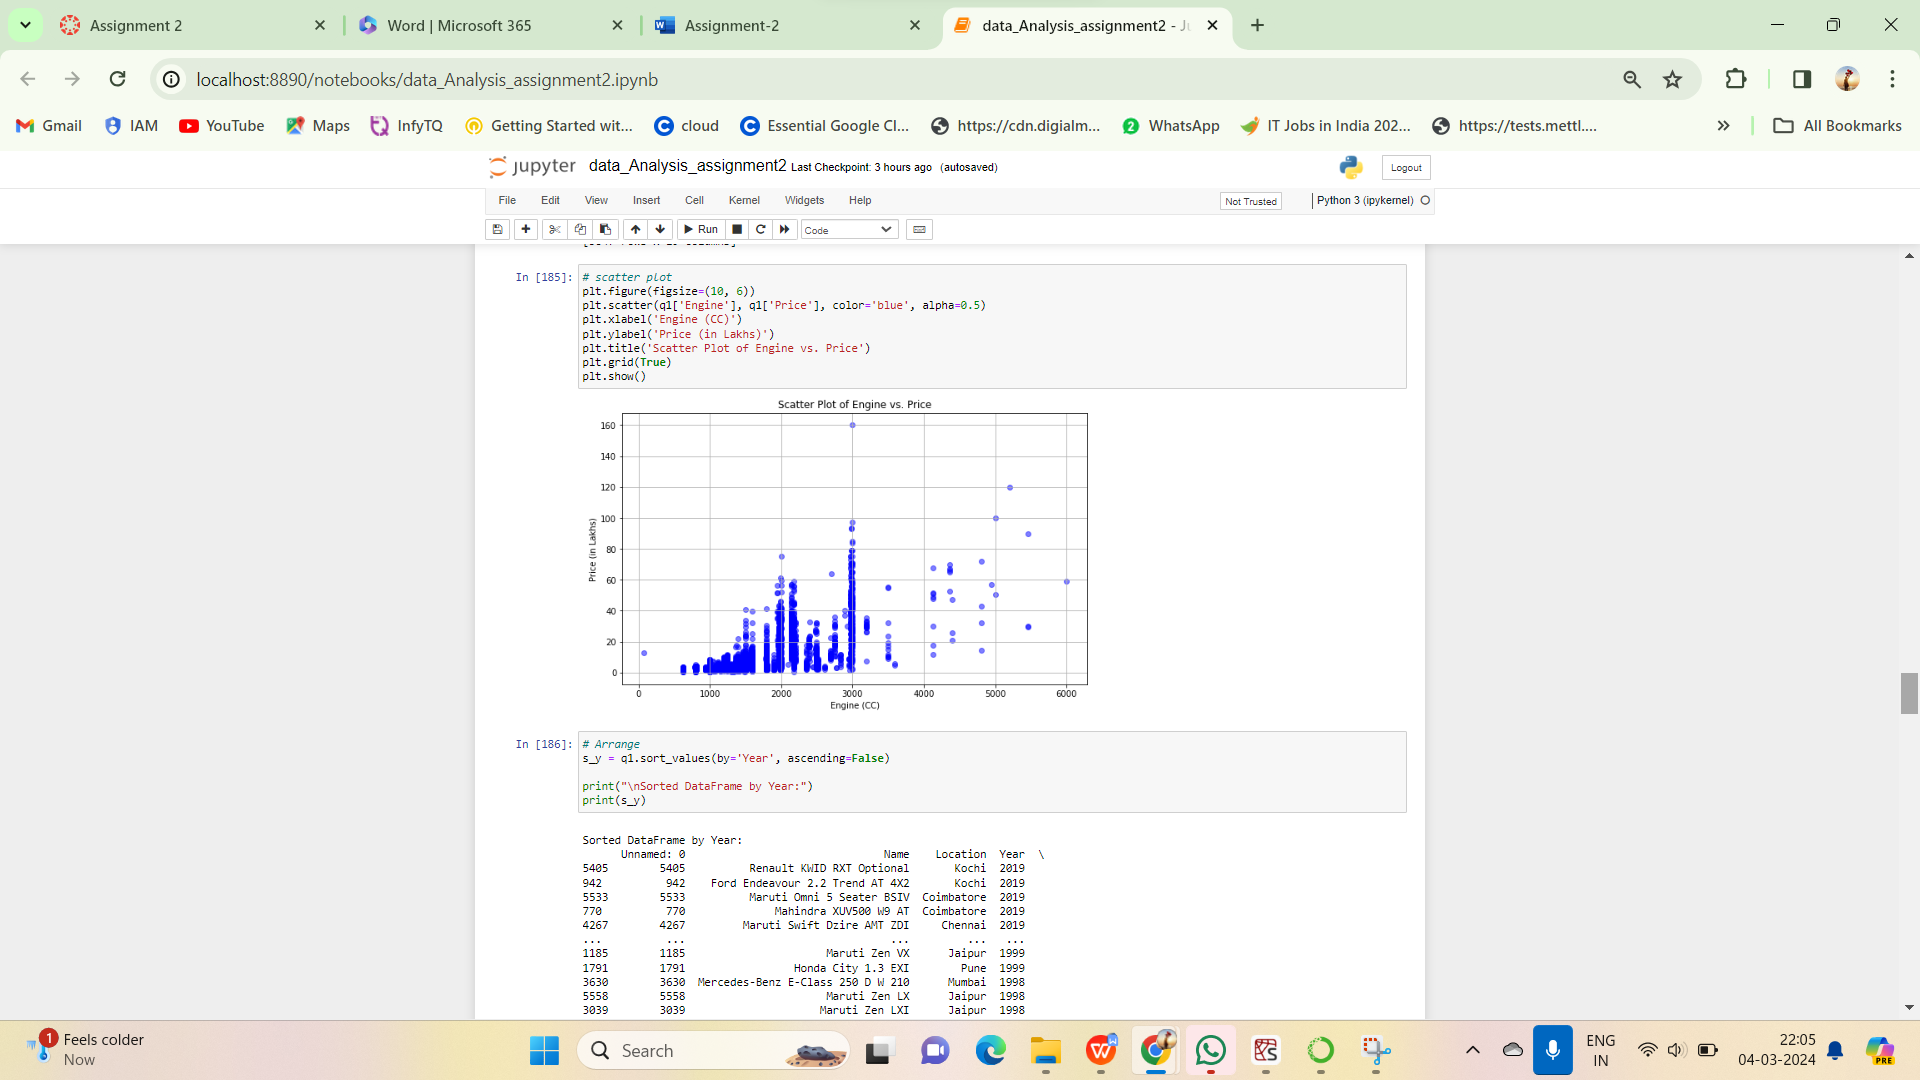 Assignment 2
Word | Microsoft 365
Assignment-2
data_Analysis_assignment2 - Ju
localhost:8890/notebooks/data_Analysis_assignment2.ipynb
Gmail IAM YouTube Maps InfyTQ Getting Started wit... cloud Essential Google Cl... https://cdn.digialm... WhatsApp IT Jobs in India 202... https://tests.mettl.... » All Bookmarks
jupyter data_Analysis_assignment2 Last Checkpoint: 3 hours ago (autosaved) Logout
File Edit View Insert Cell Kernel Widgets Help Not Trusted Python 3 (ipykernel)
Run Code
In [185]: # scatter plot
plt.figure(figsize=(10, 6))
plt.scatter(q1['Engine'], q1['Price'], color='blue', alpha=0.5)
plt.xlabel('Engine (CC)')
plt.ylabel('Price (in Lakhs)')
plt.title('Scatter Plot of Engine vs. Price')
plt.grid(True)
plt.show()
Scatter Plot of Engine vs. Price
160
140
120
100
80
60
40
20
0
Price (in Lakhs)
0 1000 2000 3000 4000 5000 6000
Engine (CC)
In [186]: # Arrange
s_y = q1.sort_values(by='Year', ascending=False)
print("\nSorted DataFrame by Year:")
print(s_y)
Sorted DataFrame by Year:
Unnamed: 0 Name Location Year \
5405 5405 Renault KWID RXT Optional Kochi 2019
942 942 Ford Endeavour 2.2 Trend AT 4X2 Kochi 2019
5533 5533 Maruti Omni 5 Seater BSIV Coimbatore 2019
770 770 Mahindra XUV500 W9 AT Coimbatore 2019
4267 4267 Maruti Swift Dzire AMT ZDI Chennai 2019
... ... ... ... ...
1185 1185 Maruti Zen VX Jaipur 1999
1791 1791 Honda City 1.3 EXI Pune 1999
3630 3630 Mercedes-Benz E-Class 250 D W 210 Mumbai 1998
5558 5558 Maruti Zen LX Jaipur 1998
3039 3039 Maruti Zen LXI Jaipur 1998
1 Feels colder
Now
Search
ENG
IN
22:05
04-03-2024
PRE